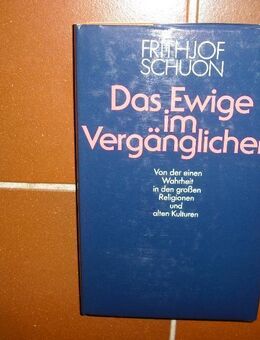 FRITHJOF
SCHUON
Das Ewige
im
Vergänglichen
Von der einen
Wahrheit
in den großen
Religionen
und
alten Kulturen